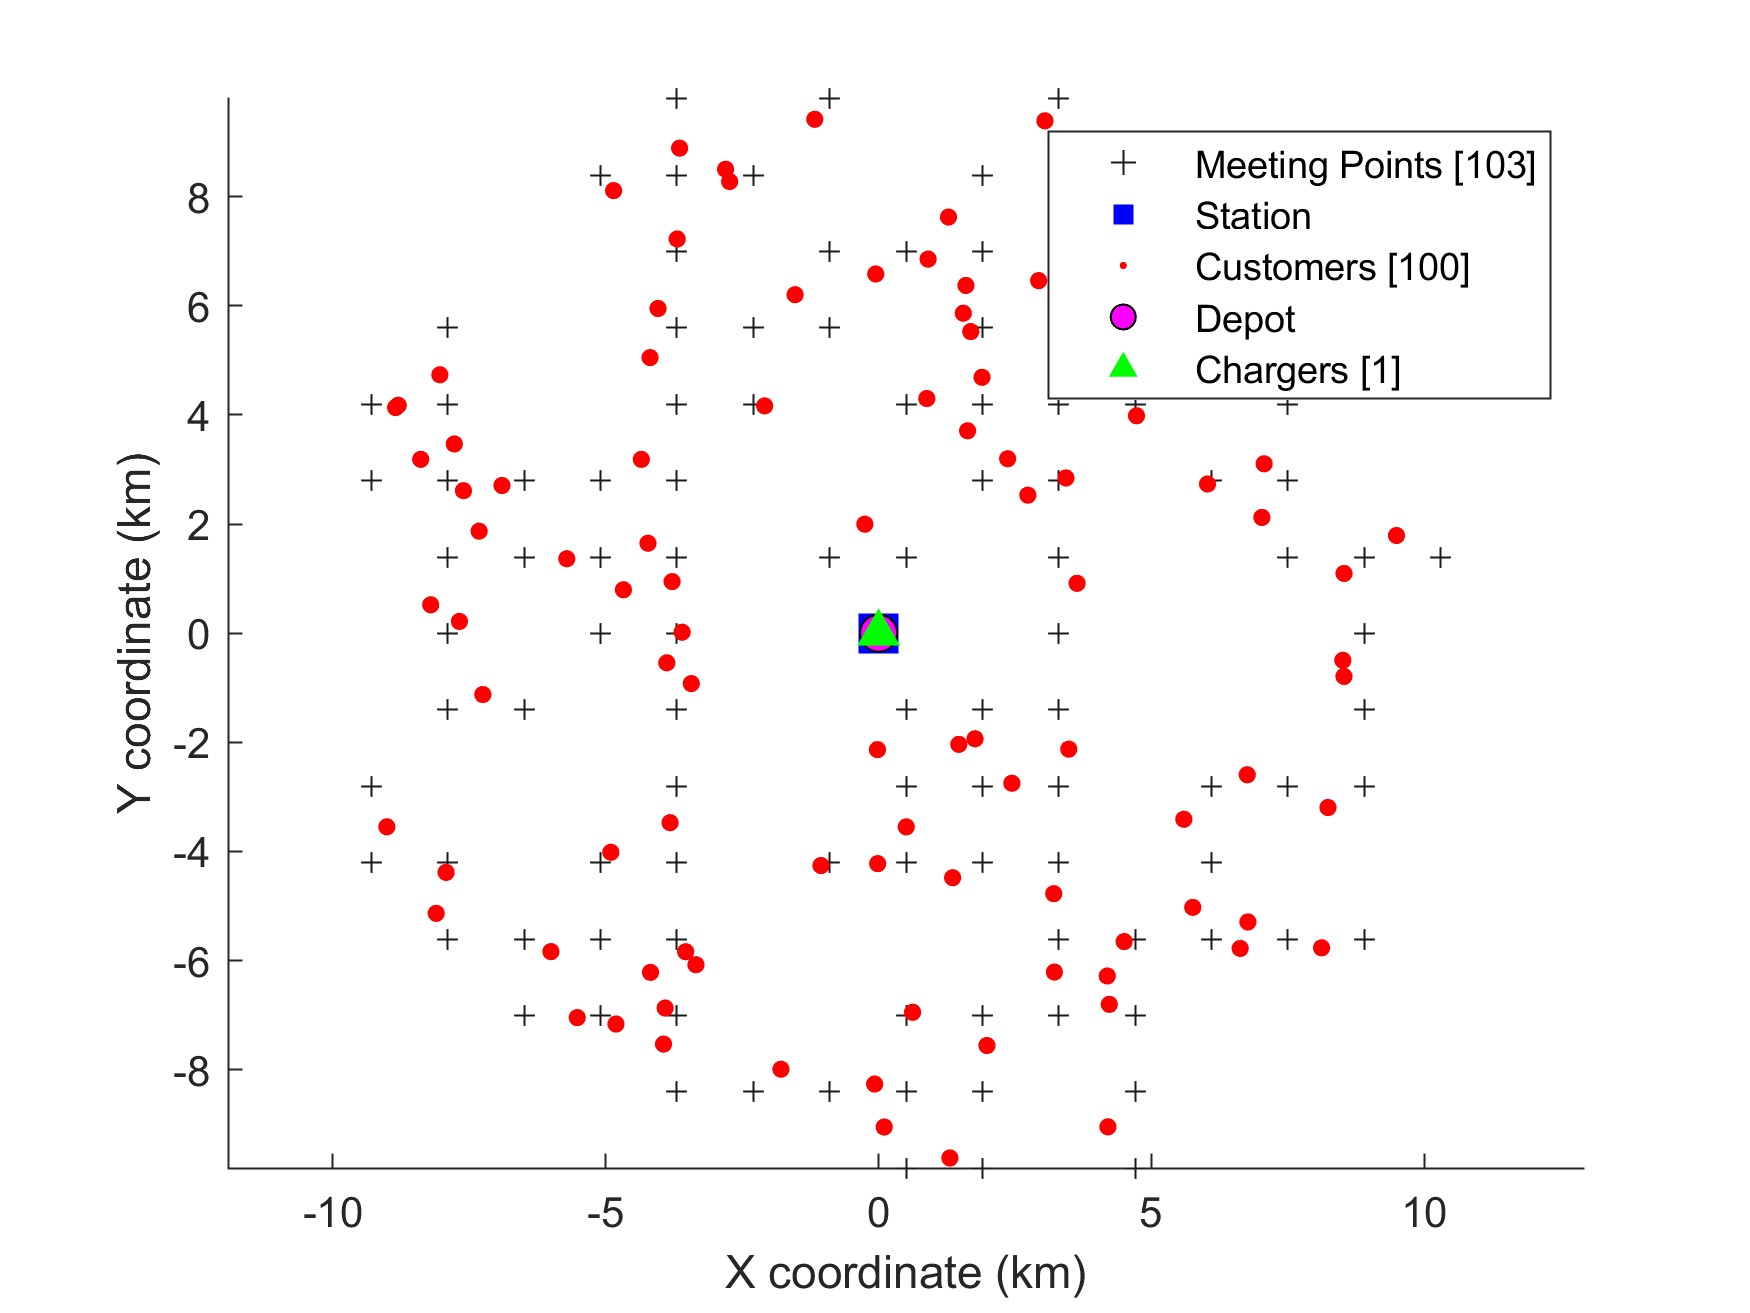 8
6
4
2
0
-2
-4
-6
-8
Y coordinate (km)
Meeting Points [103]
Station
Customers [100]
Depot
Chargers [1]
-10 -5 0 5 10
X coordinate (km)